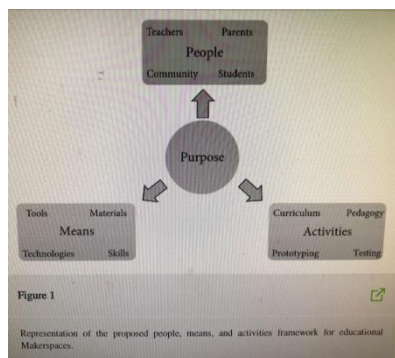 Teachers Parents
People
Community Students
Purpose
Tools Materials
Means
Technologies Skills
Curriculum Pedagogy
Activities
Prototyping Testing
Figure 1
Representation of the proposed people, means, and activities framework for educational
Makerspaces.